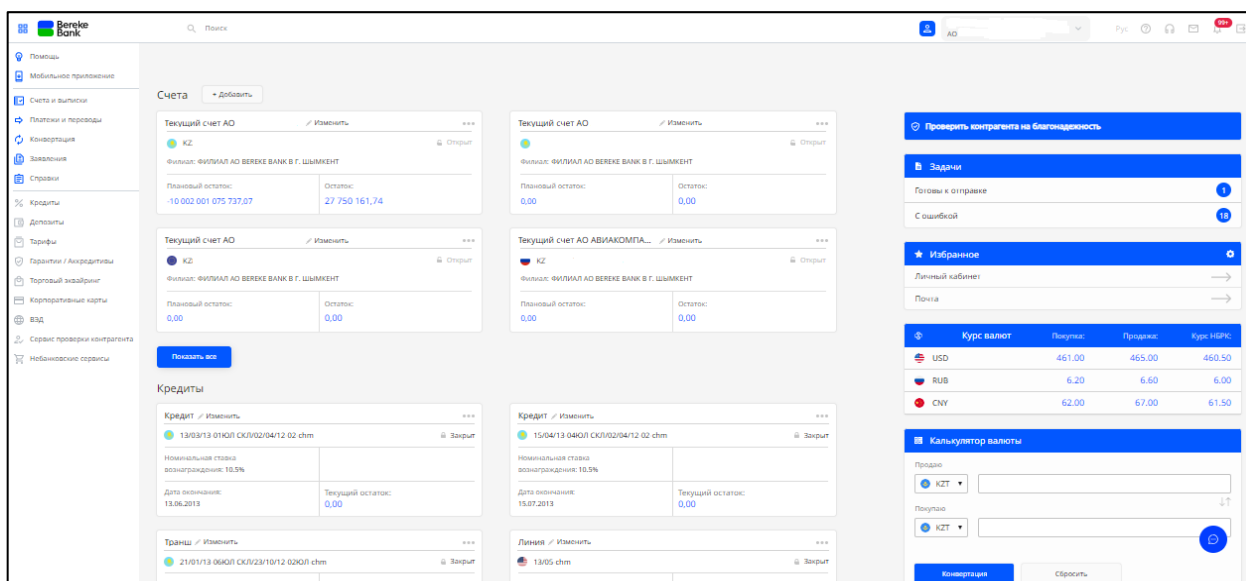 Bereke
Bank
Поиск
АО
Рус
99+
Помощь
Мобильное приложение
Счета и выписки
Платежи и переводы
Конвертация
Заявления
Справки
Кредиты
Депозиты
Тарифы
Гарантии / Аккредитивы
Торговый эквайринг
Корпоративные карты
ВЭД
Сервис проверки контрагента
Небанковские сервисы
Счета + Добавить
Текущий счет АО Изменить
KZ Открыт
Филиал: ФИЛИАЛ АО BEREKE BANK В Г. ШЫМКЕНТ
Плановый остаток: Остаток:
-10 002 001 075 737,07 27 750 161,74
Текущий счет АО Изменить
Открыт
Филиал: ФИЛИАЛ АО BEREKE BANK В Г. ШЫМКЕНТ
Плановый остаток: Остаток:
0,00 0,00
Текущий счет АО Изменить
KZ Открыт
Филиал: ФИЛИАЛ АО BEREKE BANK В Г. ШЫМКЕНТ
Плановый остаток: Остаток:
0,00 0,00
Текущий счет АО АВИАКОМПА... Изменить
KZ Открыт
Филиал: ФИЛИАЛ АО BEREKE BANK В Г. ШЫМКЕНТ
Плановый остаток: Остаток:
0,00 0,00
Показать все
Кредиты
Кредит Изменить
13/03/13 01ЮЛ СКЛ/02/04/12 02 chm Закрыт
Номинальная ставка
вознаграждения: 10.5%
Дата окончания: Текущий остаток:
13.06.2013 0,00
Кредит Изменить
15/04/13 04ЮЛ СКЛ/02/04/12 02 chm Закрыт
Номинальная ставка
вознаграждения: 10.5%
Дата окончания: Текущий остаток:
15.07.2013 0,00
Транш Изменить
21/01/13 06ЮЛ СКЛ/23/10/12 02ЮЛ chm Закрыт
Линия Изменить
13/05 chm Закрыт
Проверить контрагента на благонадежность
Задачи
Готовы к отправке 1
С ошибкой 18
Избранное
Личный кабинет
Почта
Курс валют Покупка: Продажа: Курс НБРК:
USD 461.00 465.00 460.50
RUB 6.20 6.60 6.00
CNY 62.00 67.00 61.50
Калькулятор валюты
Продаю
KZT
Покупаю
KZT
Конвертация Сбросить